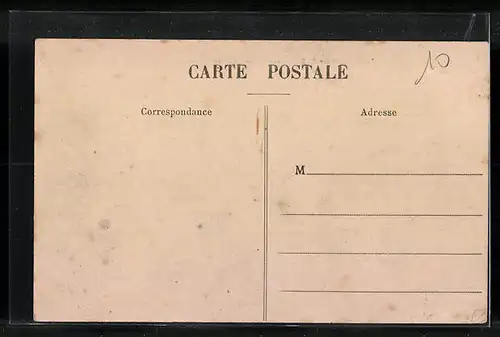 CARTE POSTALE
10
Correspondance
Adresse
M